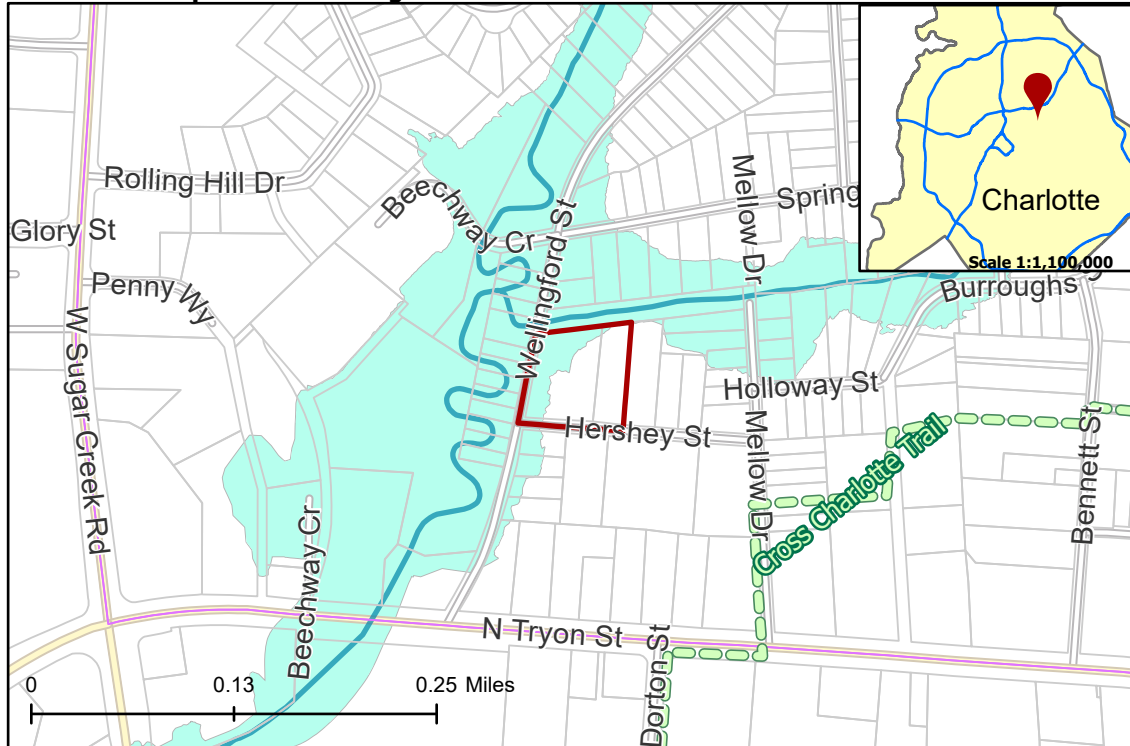 Charlotte
Scale 1:1,100,000
Rolling Hill Dr
Beechway Cr
Mellow Dr
Spring
Glory St
Penny Wy
Wellingford St
Burroughs
W Sugar Creek Rd
Holloway St
Hershey St
Mellow Dr
Bennett St
Cross Charlotte Trail
Beechway Cr
N Tryon St
Dorton St
0 0.13 0.25 Miles